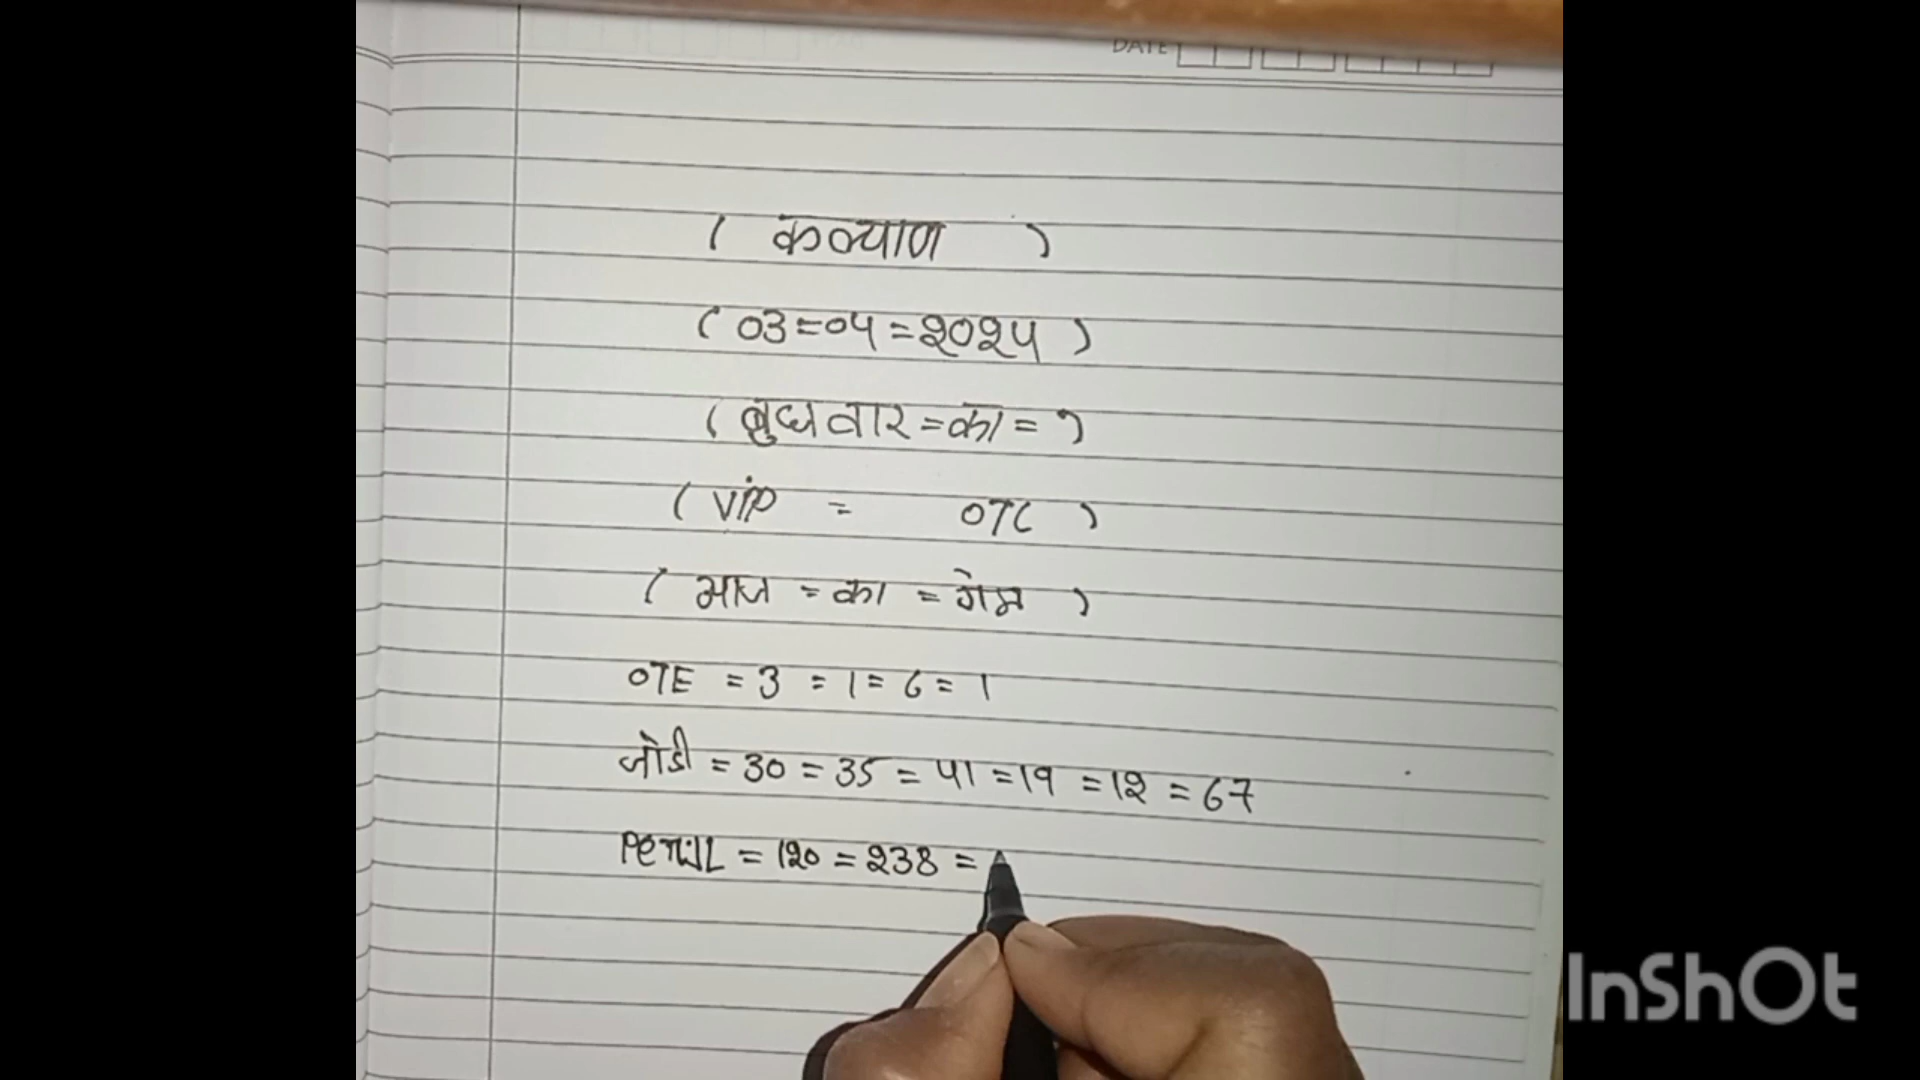 DATE
( कल्याण )
( 03=04=2024 )
( बुधवार=का= )
( VIP = OTC )
( आज = का = गेम )
OTE = 3 = 1 = 6 = 1
जोडी = 30 = 35 = 41 = 19 = 12 = 67
= 120 = 238 =
InShOt